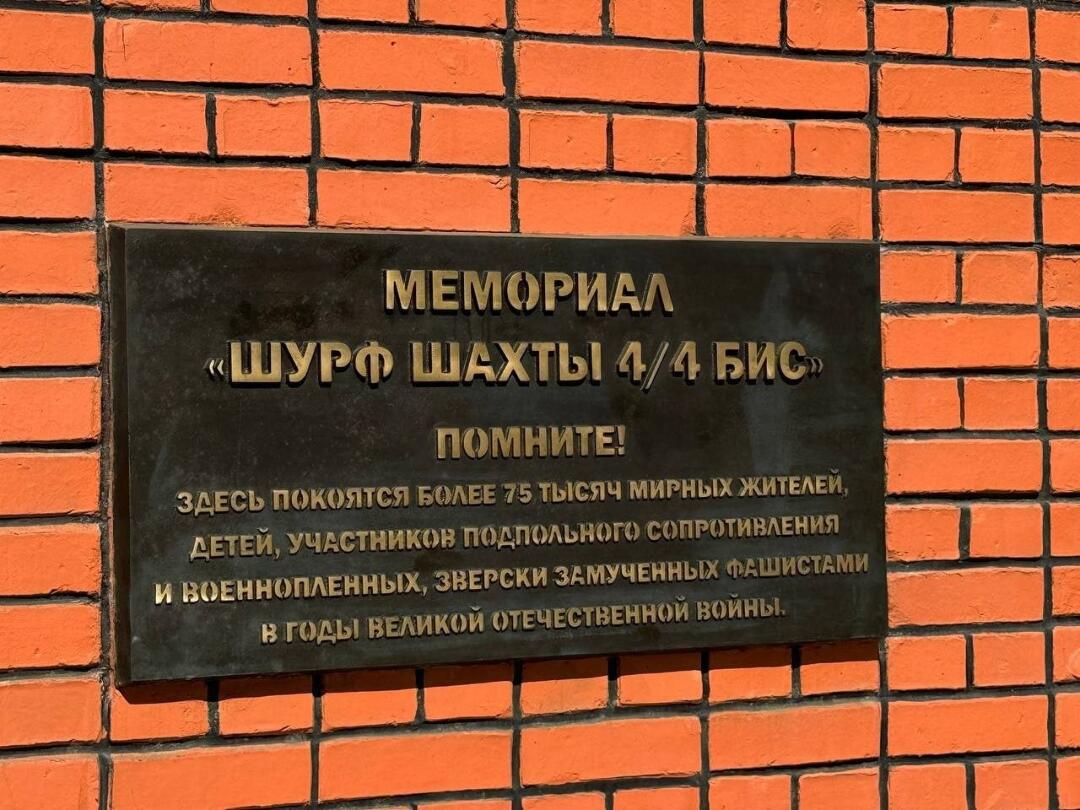 МЕМОРИАЛ
«ШУРФ ШАХТЫ 4/4 БИС»
ПОМНИТЕ!
ЗДЕСЬ ПОКОЯТСЯ БОЛЕЕ 75 ТЫСЯЧ МИРНЫХ ЖИТЕЛЕЙ,
ДЕТЕЙ, УЧАСТНИКОВ ПОДПОЛЬНОГО СОПРОТИВЛЕНИЯ
И ВОЕННОПЛЕННЫХ, ЗВЕРСКИ ЗАМУЧЕННЫХ ФАШИСТАМИ
В ГОДЫ ВЕЛИКОЙ ОТЕЧЕСТВЕННОЙ ВОЙНЫ.